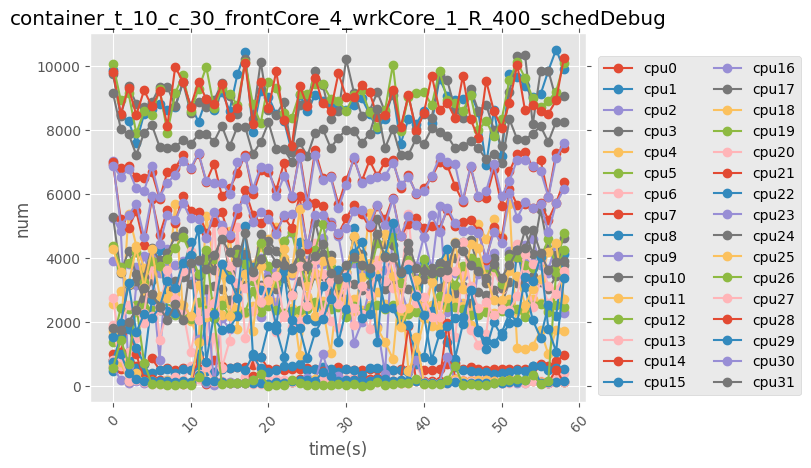 container_t_10_c_30_frontCore_4_wrkCore_1_R_400_schedDebug
10000
8000
6000
4000
2000
0
num
0
10
20
30
40
50
60
time(s)
cpu0
cpu1
cpu2
cpu3
cpu4
cpu5
cpu6
cpu7
cpu8
cpu9
cpu10
cpu11
cpu12
cpu13
cpu14
cpu15
cpu16
cpu17
cpu18
cpu19
cpu20
cpu21
cpu22
cpu23
cpu24
cpu25
cpu26
cpu27
cpu28
cpu29
cpu30
cpu31